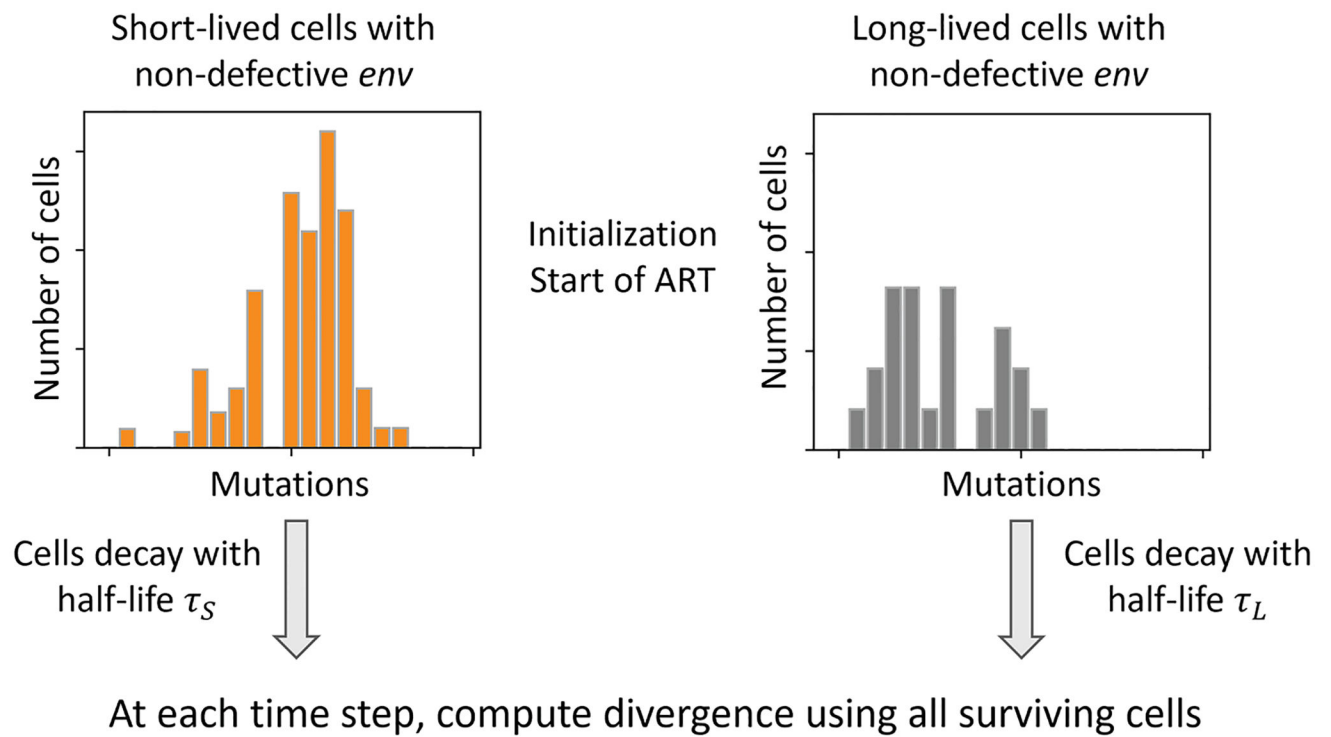 Short-lived cells with
non-defective env
Long-lived cells with
non-defective env
Number of cells
Mutations
Initialization
Start of ART
Number of cells
Mutations
Cells decay with
half-life τS
Cells decay with
half-life τL
At each time step, compute divergence using all surviving cells